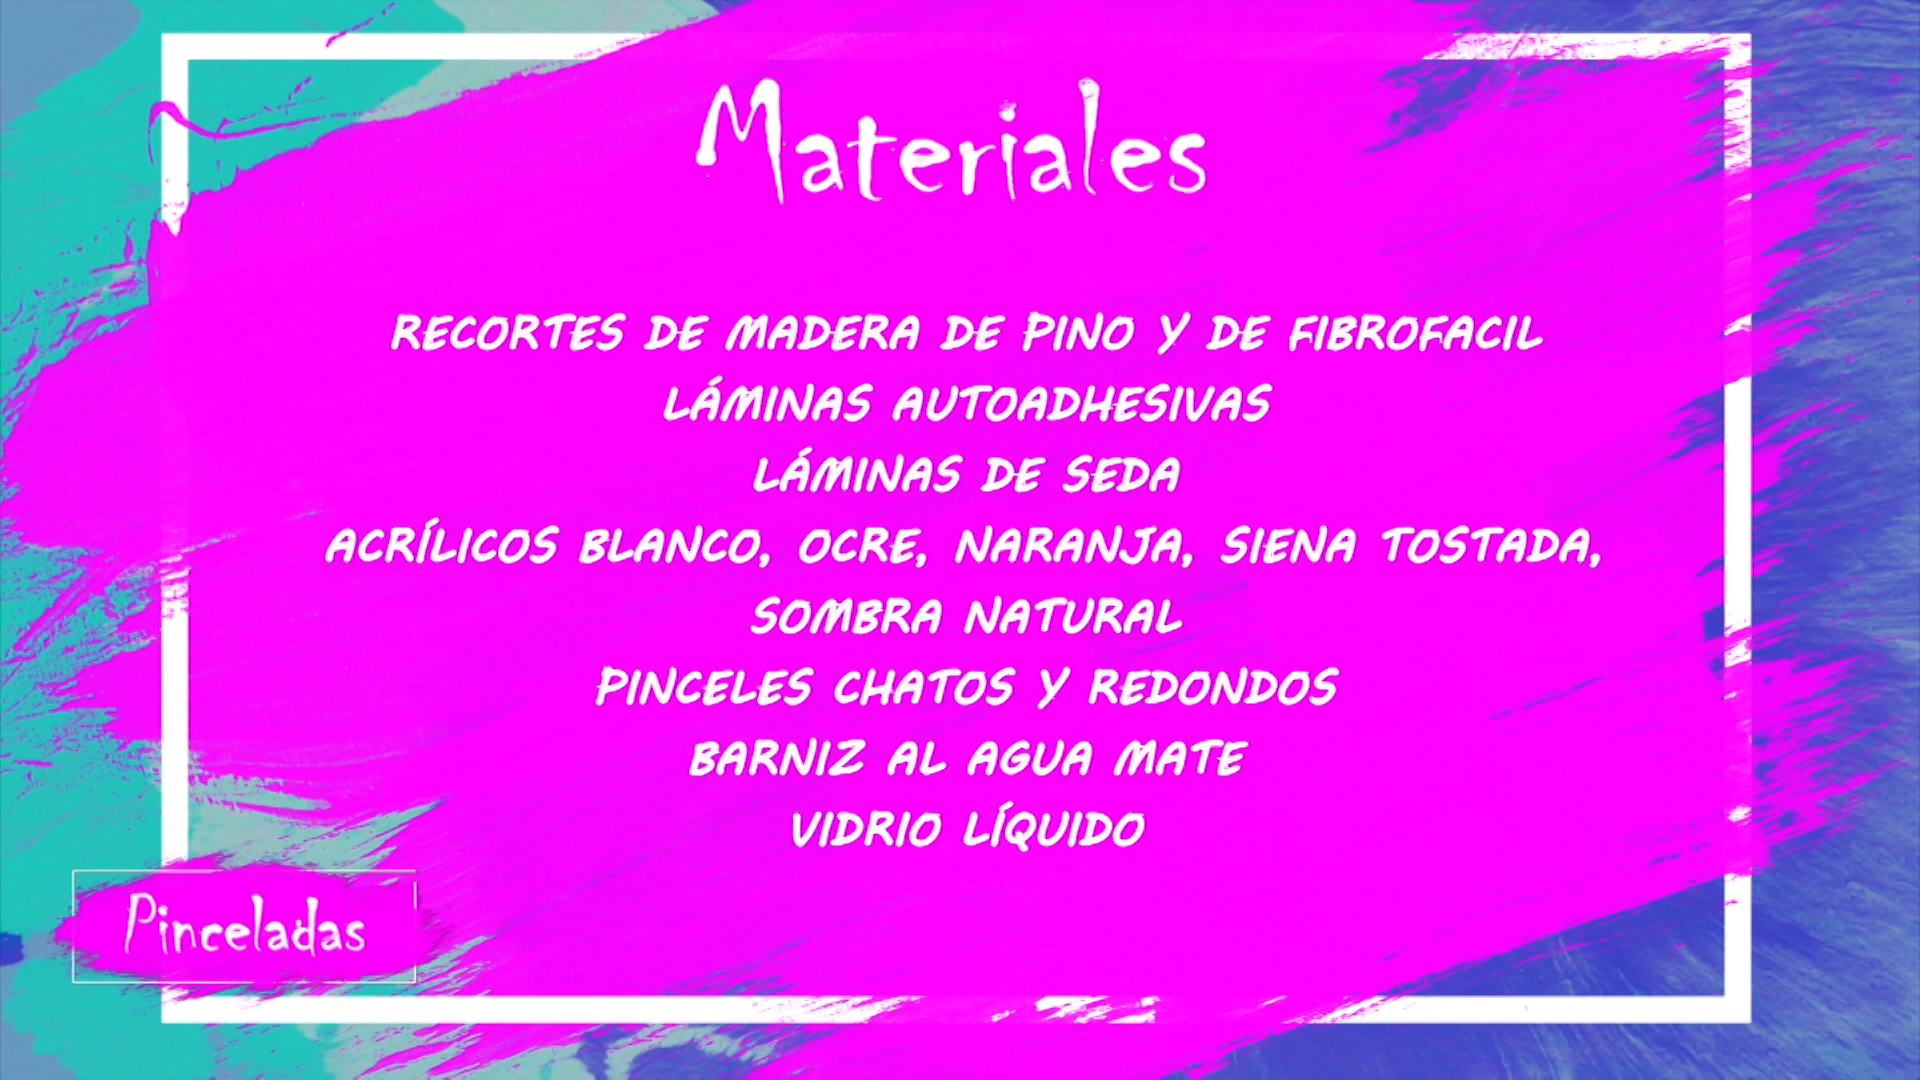 Materiales
RECORTES DE MADERA DE PINO Y DE FIBROFACIL
LÁMINAS AUTOADHESIVAS
LÁMINAS DE SEDA
ACRÍLICOS BLANCO, OCRE, NARANJA, SIENA TOSTADA,
SOMBRA NATURAL
PINCELES CHATOS Y REDONDOS
BARNIZ AL AGUA MATE
VIDRIO LÍQUIDO
Pinceladas